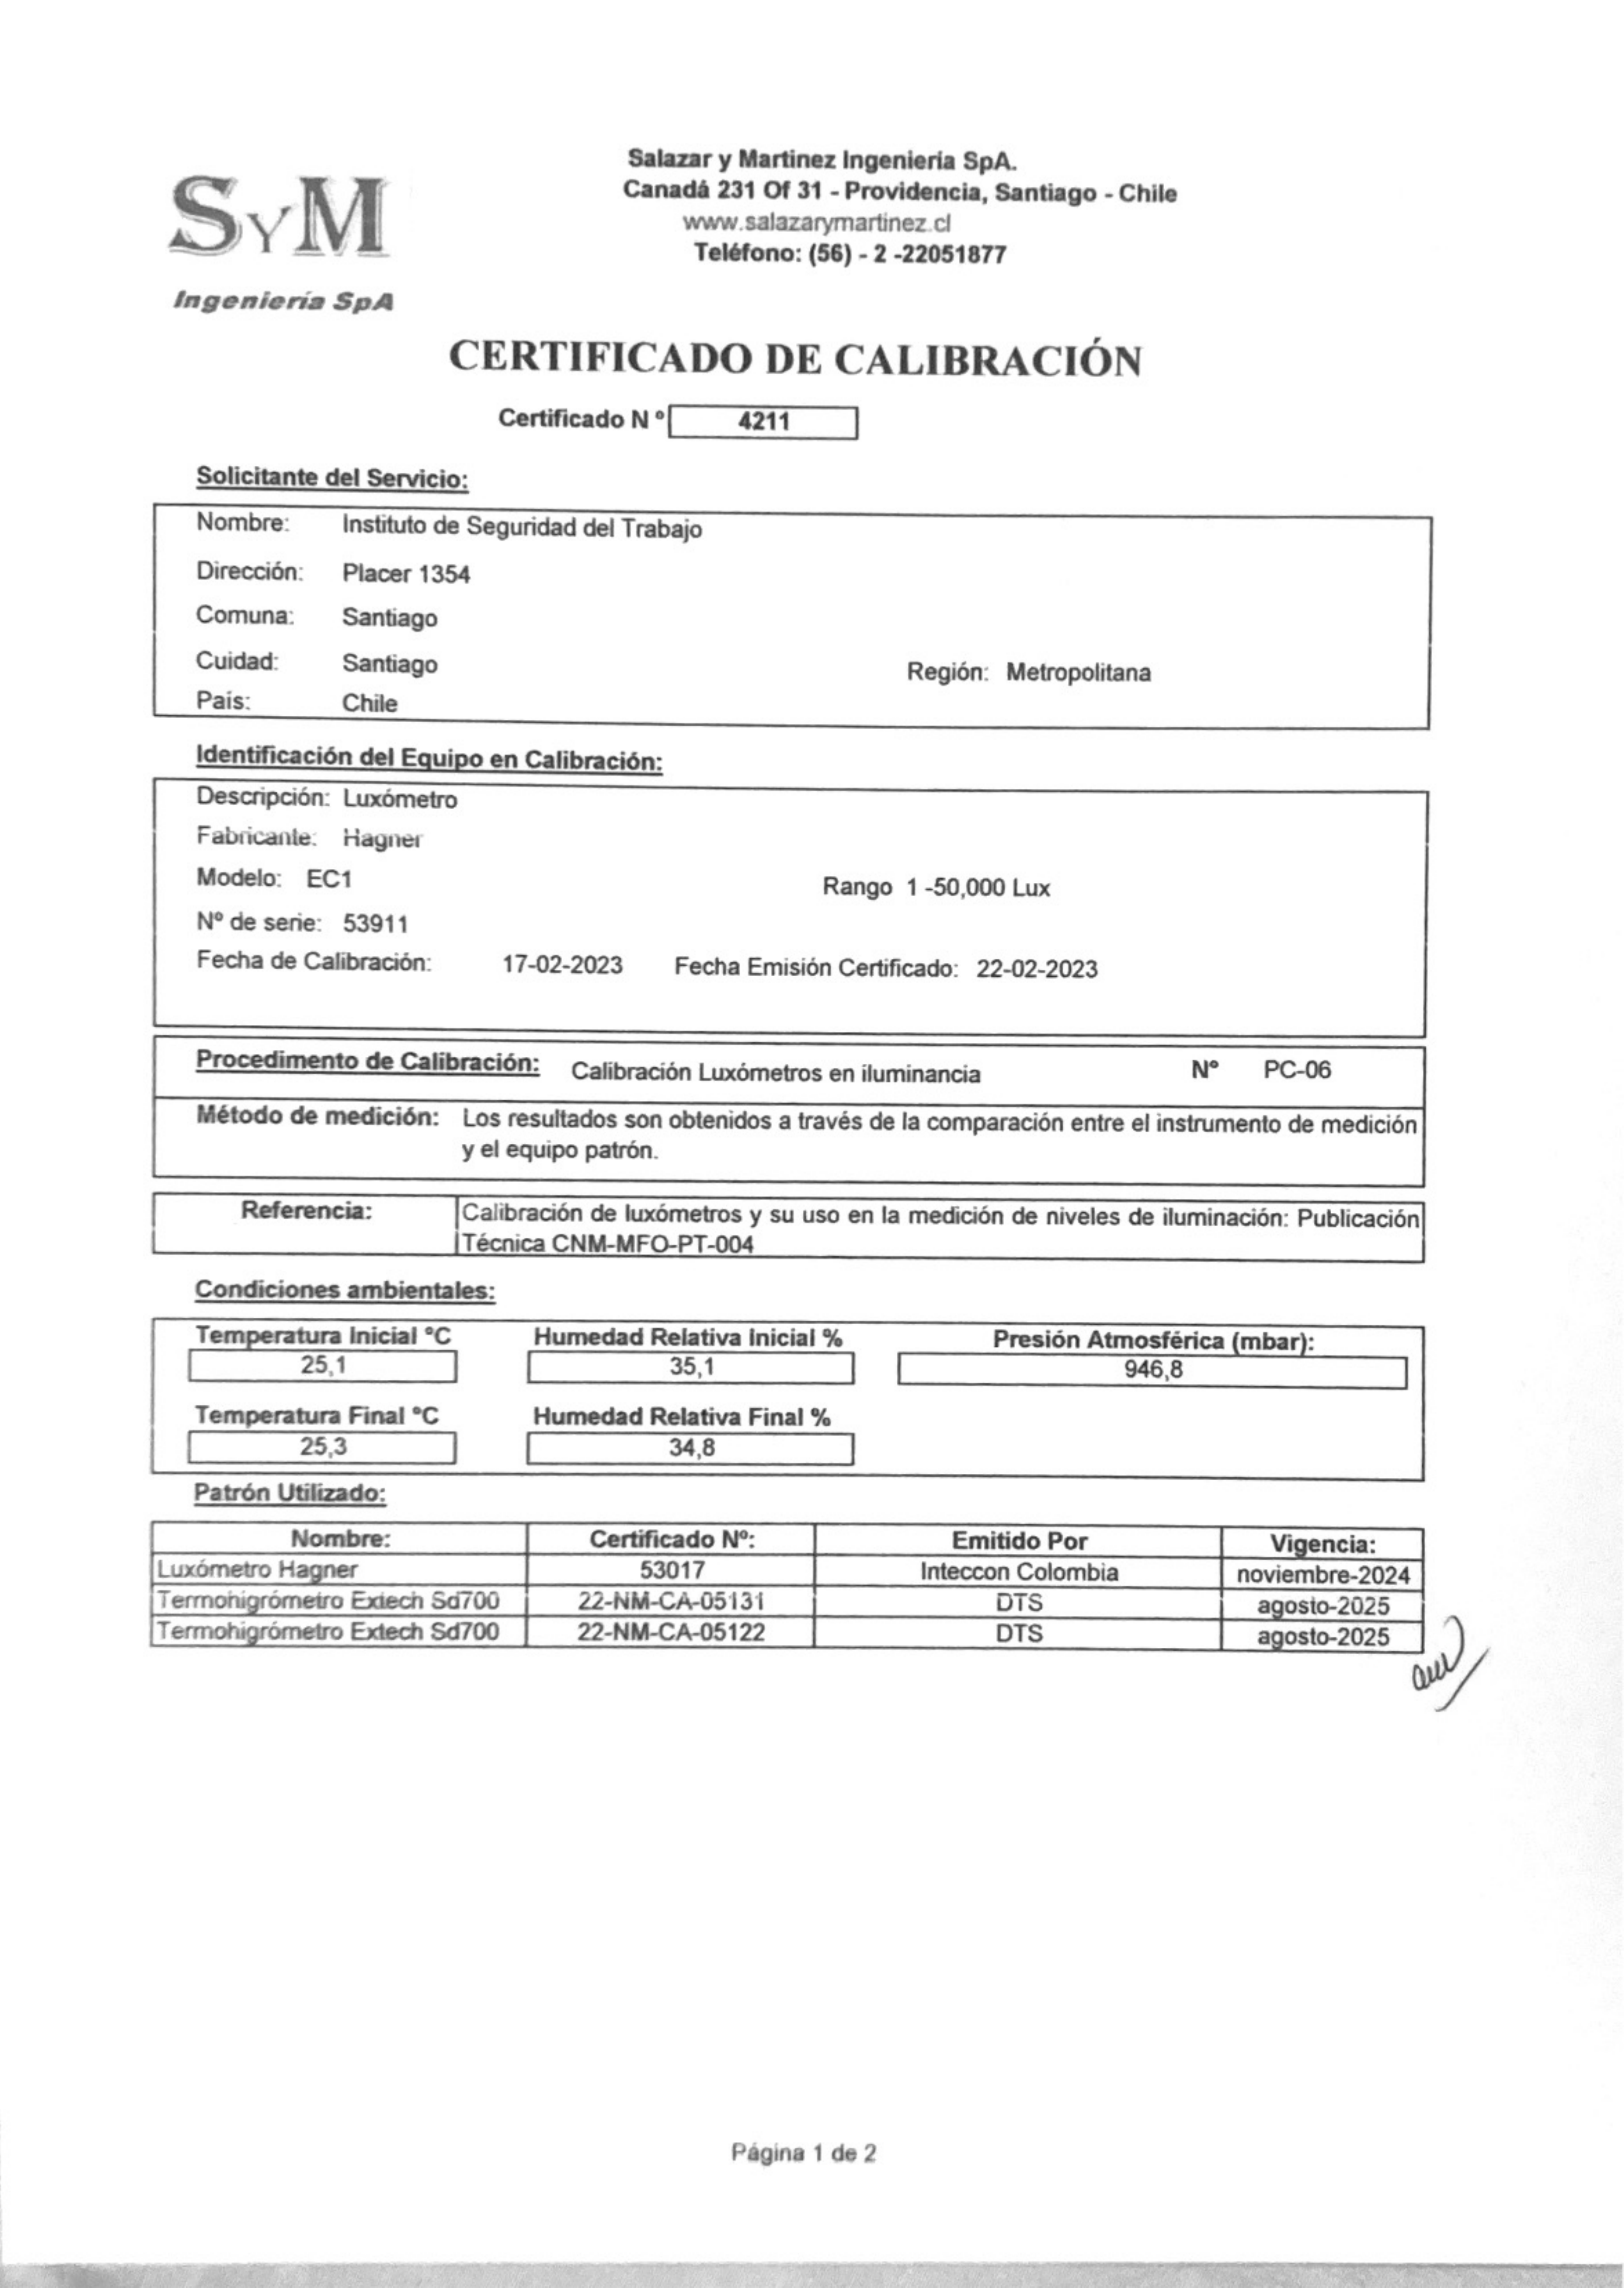 SYM
Ingeniería SpA
Salazar y Martinez Ingeniería SpA.
Canadá 231 Of 31 - Providencia, Santiago - Chile
www.salazarymartinez.cl
Teléfono: (56) - 2 -22051877
CERTIFICADO DE CALIBRACIÓN
Certificado N º 4211
Solicitante del Servicio:
Nombre: Instituto de Seguridad del Trabajo
Dirección: Placer 1354
Comuna: Santiago
Cuidad: Santiago Región: Metropolitana
País: Chile
Identificación del Equipo en Calibración:
Descripción: Luxómetro
Fabricante: Hagner
Modelo: EC1 Rango 1 -50,000 Lux
Nº de serie: 53911
Fecha de Calibración: 17-02-2023 Fecha Emisión Certificado: 22-02-2023
Procedimento de Calibración: Calibración Luxómetros en iluminancia Nº PC-06
Método de medición: Los resultados son obtenidos a través de la comparación entre el instrumento de medición
y el equipo patrón.
Referencia: Calibración de luxómetros y su uso en la medición de niveles de iluminación: Publicación
Técnica CNM-MFO-PT-004
Condiciones ambientales:
Temperatura Inicial ºC Humedad Relativa Inicial % Presión Atmosférica (mbar):
25,1 35,1 946,8
Temperatura Final ºC Humedad Relativa Final %
25,3 34,8
Patrón Utilizado:
Nombre: Certificado Nº: Emitido Por Vigencia:
Luxómetro Hagner 53017 Inteccon Colombia noviembre-2024
Termohigrómetro Extech Sd700 22-NM-CA-05131 DTS agosto-2025
Termohigrómetro Extech Sd700 22-NM-CA-05122 DTS agosto-2025
Página 1 de 2